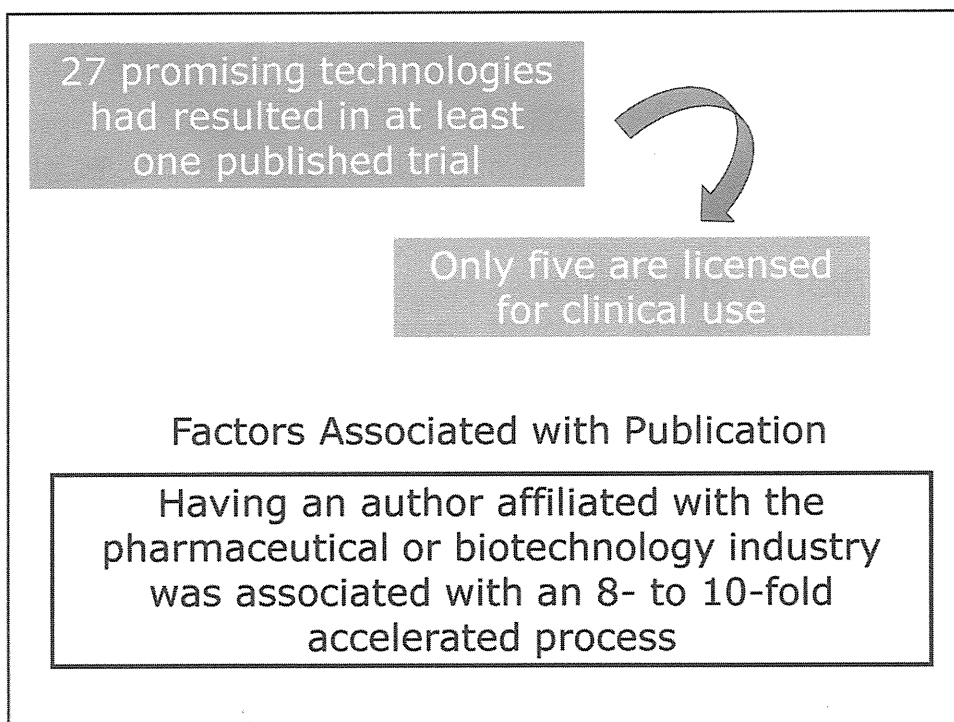 27 promising technologies
had resulted in at least
one published trial
Only five are licensed
for clinical use
Factors Associated with Publication
Having an author affiliated with the
pharmaceutical or biotechnology industry
was associated with an 8- to 10-fold
accelerated process